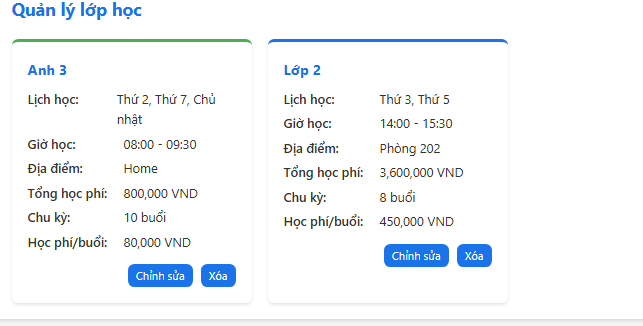 Quản lý lớp học
Anh 3
Lịch học: Thứ 2, Thứ 7, Chủ
nhật
Giờ học: 08:00 - 09:30
Địa điểm: Home
Tổng học phí: 800,000 VND
Chu kỳ: 10 buổi
Học phí/buổi: 80,000 VND
Chỉnh sửa Xóa
Lớp 2
Lịch học: Thứ 3, Thứ 5
Giờ học: 14:00 - 15:30
Địa điểm: Phòng 202
Tổng học phí: 3,600,000 VND
Chu kỳ: 8 buổi
Học phí/buổi: 450,000 VND
Chỉnh sửa Xóa